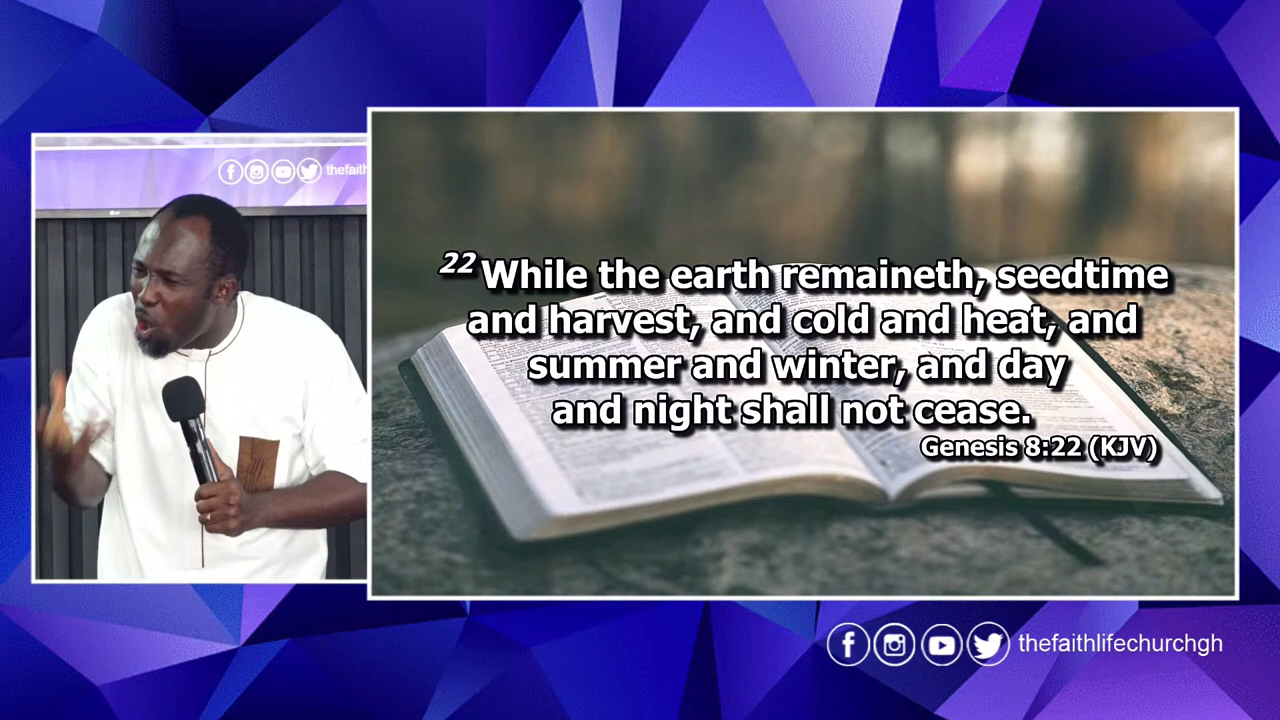 thefaith
22 While the earth remaineth, seedtime
and harvest, and cold and heat, and
summer and winter, and day
and night shall not cease.
Genesis 8:22 (KJV)
thefaithlifechurchgh